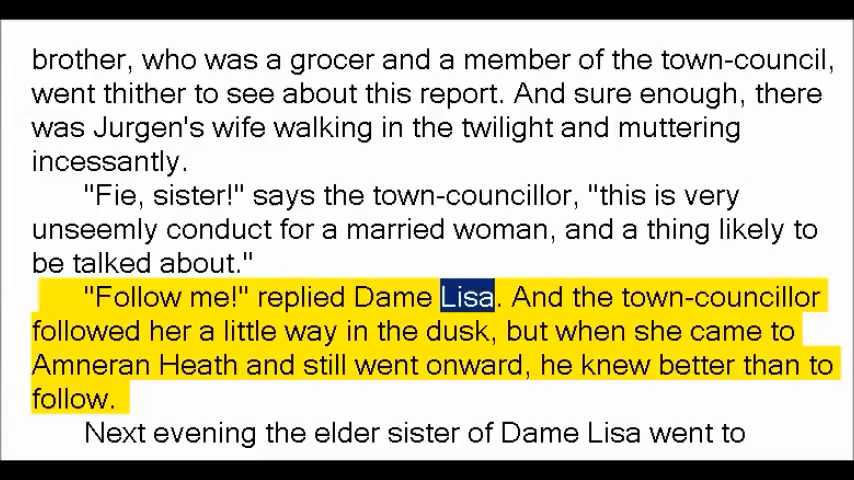 brother, who was a grocer and a member of the town-council,
went thither to see about this report. And sure enough, there
was Jurgen's wife walking in the twilight and muttering
incessantly.
"Fie, sister!" says the town-councillor, "this is very
unseemly conduct for a married woman, and a thing likely to
be talked about."
"Follow me!" replied Dame Lisa. And the town-councillor
followed her a little way in the dusk, but when she came to
Amneran Heath and still went onward, he knew better than to
follow.
Next evening the elder sister of Dame Lisa went to